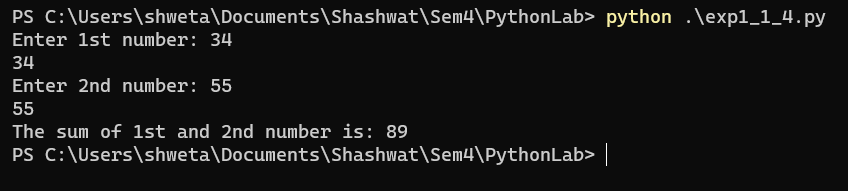 PS C:\Users\shweta\Documents\Shashwat\Sem4\PythonLab> python .\exp1_1_4.py
Enter 1st number: 34
34
Enter 2nd number: 55
55
The sum of 1st and 2nd number is: 89
PS C:\Users\shweta\Documents\Shashwat\Sem4\PythonLab>